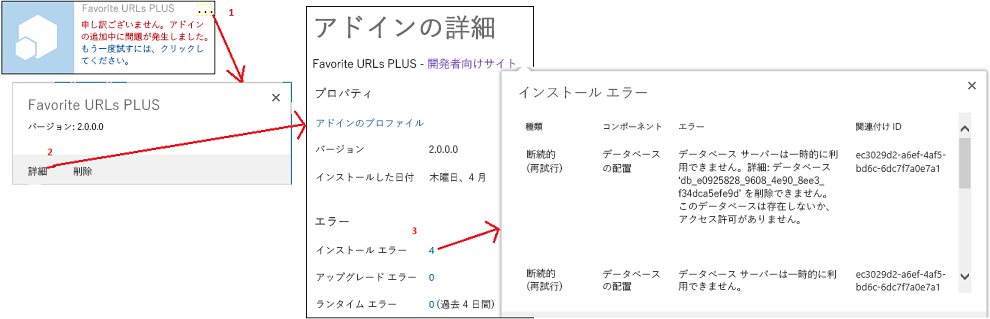 Favorite URLs PLUS
...
1
申し訳ございません。アドイン
の追加中に問題が発生しました。
もう一度試すには、クリックし
てください。
Favorite URLs PLUS
×
バージョン: 2.0.0.0
2
詳細 削除
アドインの詳細
Favorite URLs PLUS - 開発者向けサイト
プロパティ
アドインのプロファイル
バージョン 2.0.0.0
インストールした日付 木曜日、4 月
エラー
3
インストール エラー 4
アップグレード エラー 0
ランタイム エラー 0 (過去 4 日間)
インストール エラー
×
種類 コンポーネント エラー 関連付け ID
断続的 データベース データベース サーバーは一時的に利 ec3029d2-a6ef-4af5-
(再試行) の配置 用できません。詳細: データベース bd6c-6dc7f7a0e7a1
'db_e0925828_9608_4e90_8ee3_
f34dca5efe9d' を削除できません。
このデータベースは存在しないか、
アクセス許可がありません。
断続的 データベース データベース サーバーは一時的に利 ec3029d2-a6ef-4af5-
(再試行) の配置 用できません。 bd6c-6dc7f7a0e7a1